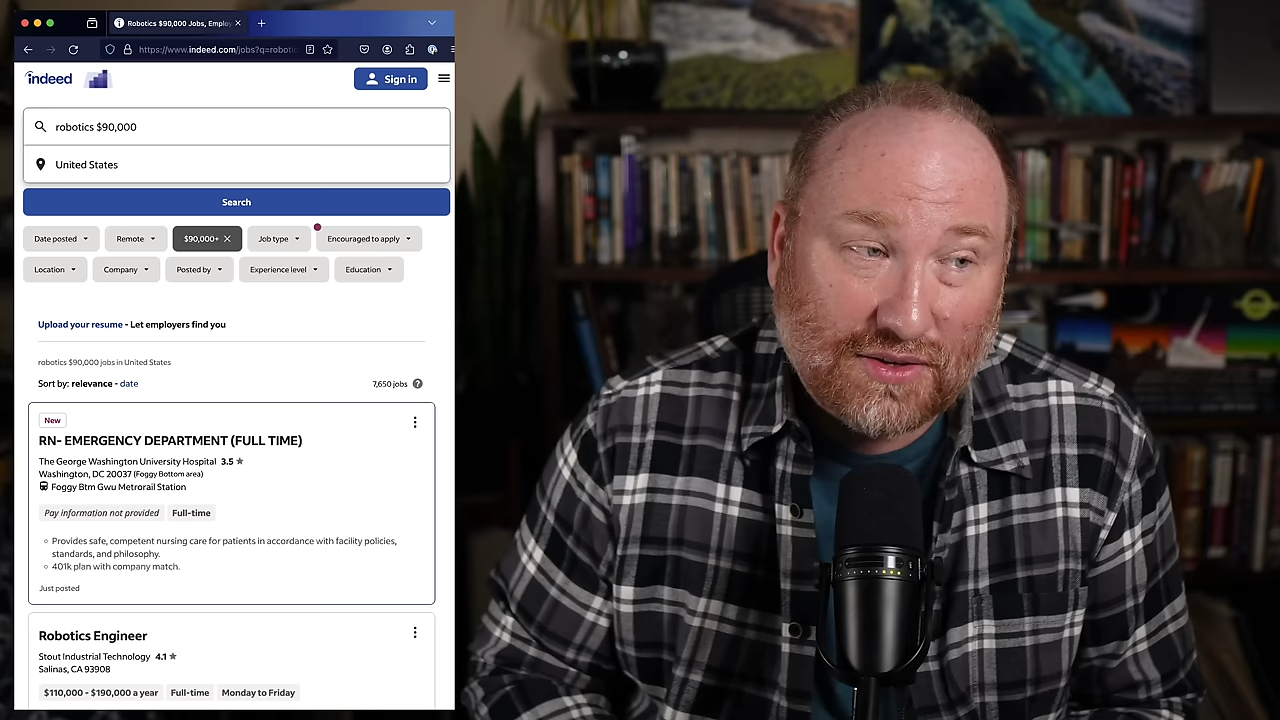 Robotics $90,000 Jobs, Emplo
https://www.indeed.com/jobs?q=robotic
indeed
Sign in
robotics $90,000
United States
Search
Date posted
Remote
$90,000+
Job type
Encouraged to apply
Location
Company
Posted by
Experience level
Education
Upload your resume - Let employers find you
robotics $90,000 jobs in United States
Sort by: relevance - date
7,650 jobs
New
RN- EMERGENCY DEPARTMENT (FULL TIME)
The George Washington University Hospital 3.5
Washington, DC 20037 (Foggy Bottom area)
Foggy Btm Gwu Metrorail Station
Pay information not provided
Full-time
Provides safe, competent nursing care for patients in accordance with facility policies,
standards, and philosophy.
401k plan with company match.
Just posted
Robotics Engineer
Stout Industrial Technology 4.1
Salinas, CA 93908
$110,000 - $190,000 a year
Full-time
Monday to Friday